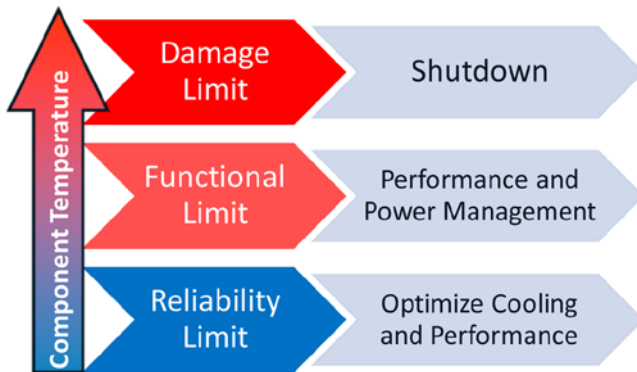 Component Temperature
Damage
Limit
Shutdown
Functional
Limit
Performance and
Power Management
Reliability
Limit
Optimize Cooling
and Performance